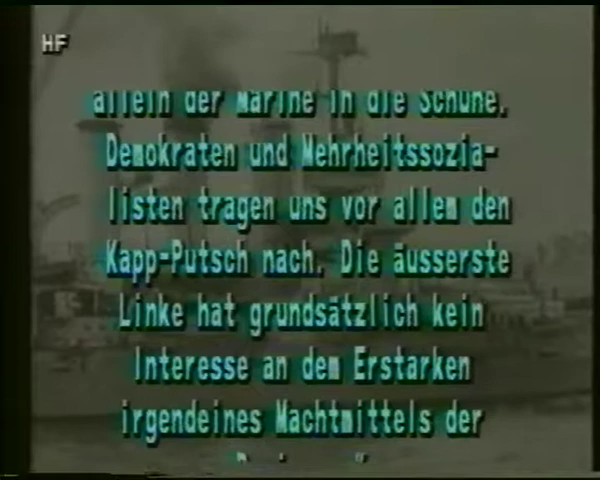 HF
allein der Marine in die Schuhe.
Demokraten und Mehrheitssozia-
listen tragen uns vor allem den
Kapp-Putsch nach. Die äusserste
Linke hat grundsätzlich kein
Interesse an dem Erstarken
irgendeines Machtmittels der